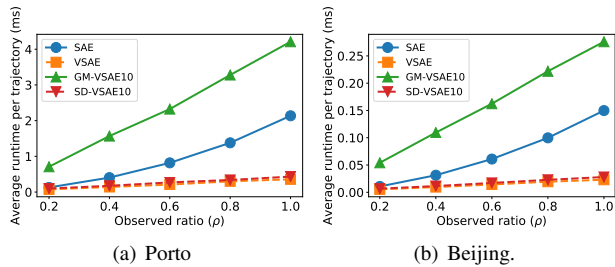 Average runtime per trajectory (ms)
4
3
2
1
0
SAE
VSAE
GM-VSAE10
SD-VSAE10
0.2 0.4 0.6 0.8 1.0
Observed ratio (ρ)
(a) Porto
Average runtime per trajectory (ms)
0.25
0.20
0.15
0.10
0.05
0.00
SAE
VSAE
GM-VSAE10
SD-VSAE10
0.2 0.4 0.6 0.8 1.0
Observed ratio (ρ)
(b) Beijing.